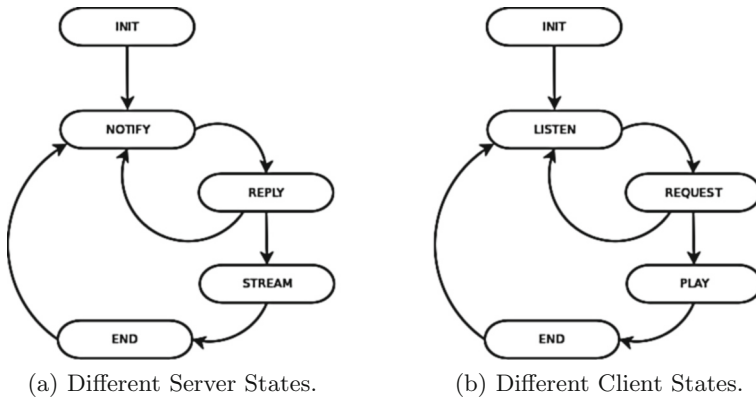 INIT
NOTIFY
REPLY
STREAM
END
(a) Different Server States.
INIT
LISTEN
REQUEST
PLAY
END
(b) Different Client States.